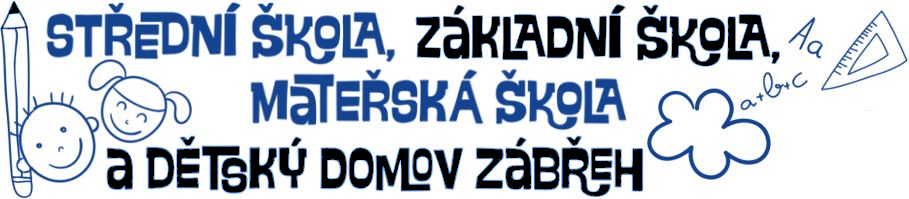 STŘEDNÍ ŠKOLA, ZÁKLADNÍ ŠKOLA,
MATEŘSKÁ ŠKOLA
A DĚTSKÝ DOMOV ZÁBŘEH
Aa
a+b+c